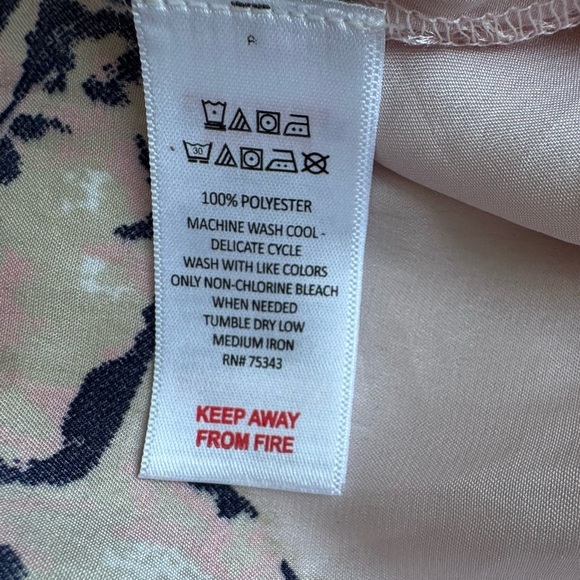 30
100% POLYESTER
MACHINE WASH COOL -
DELICATE CYCLE
WASH WITH LIKE COLORS
ONLY NON-CHLORINE BLEACH
WHEN NEEDED
TUMBLE DRY LOW
MEDIUM IRON
RN# 75343
KEEP AWAY
FROM FIRE